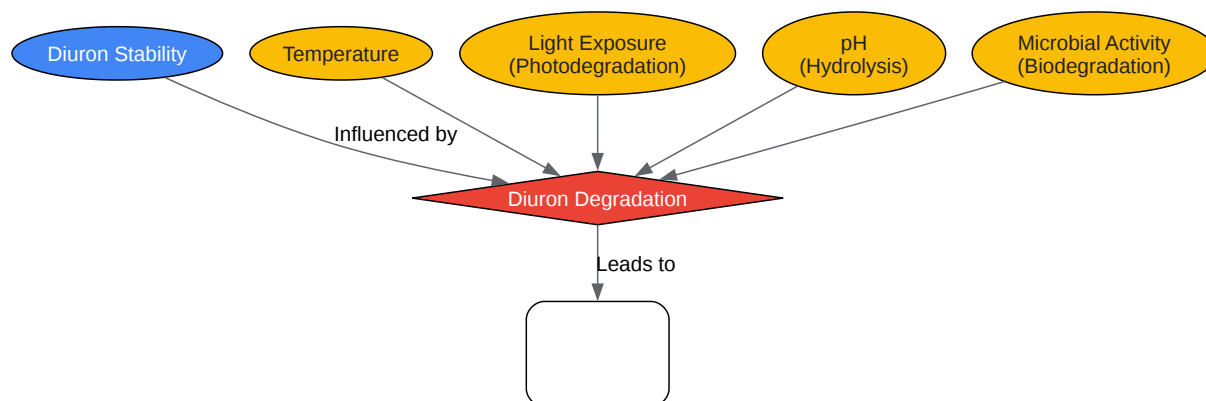 Diuron Stability
Temperature
Light Exposure
(Photodegradation)
pH
(Hydrolysis)
Microbial Activity
(Biodegradation)
Influenced by
Diuron Degradation
Leads to